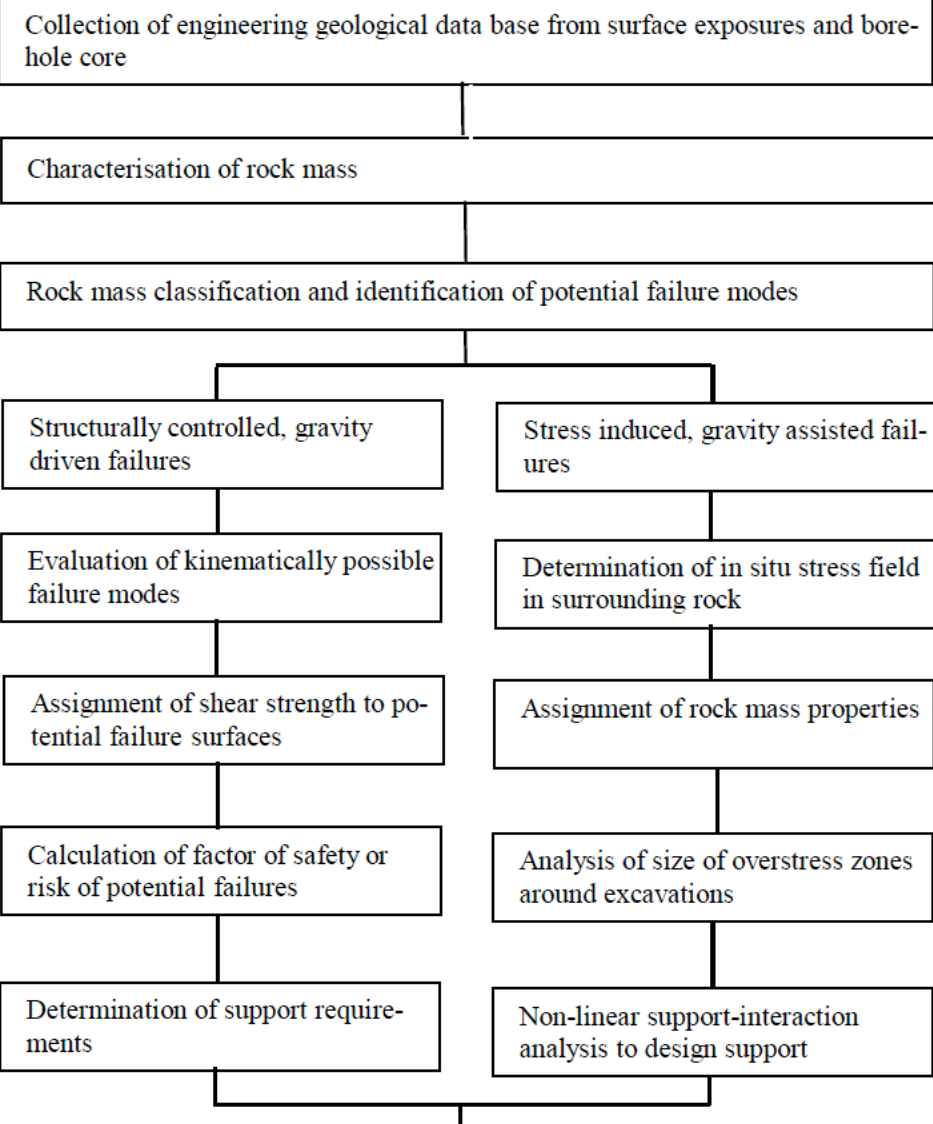 Collection of engineering geological data base from surface exposures and bore-
hole core
Characterisation of rock mass
Rock mass classification and identification of potential failure modes
Structurally controlled, gravity
driven failures
Evaluation of kinematically possible
failure modes
Assignment of shear strength to po-
tential failure surfaces
Calculation of factor of safety or
risk of potential failures
Determination of support require-
ments
Stress induced, gravity assisted fail-
ures
Determination of in situ stress field
in surrounding rock
Assignment of rock mass properties
Analysis of size of overstress zones
around excavations
Non-linear support-interaction
analysis to design support